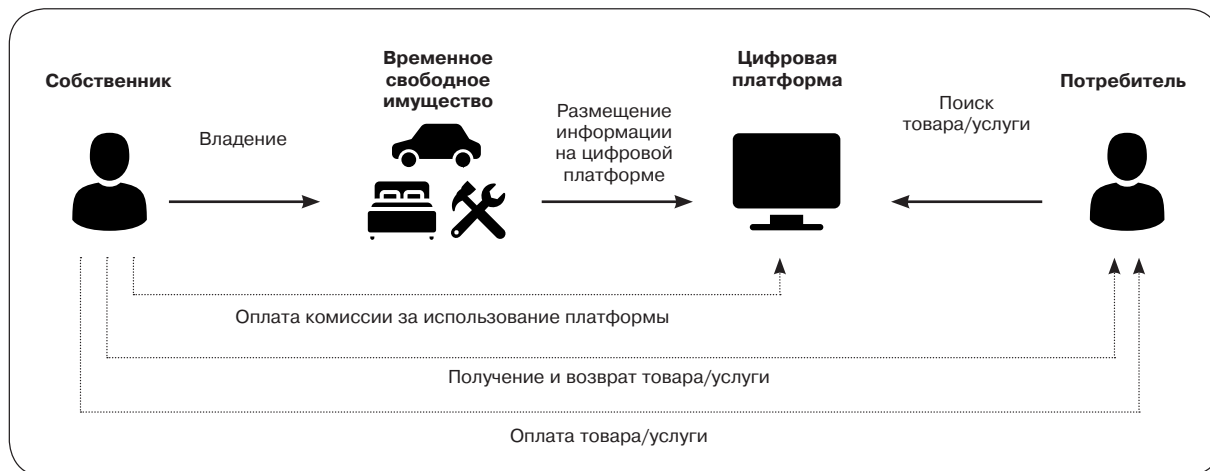 Собственник
Временное
свободное
имущество
Цифровая
платформа
Потребитель
Владение
Размещение
информации
на цифровой
платформе
Поиск
товара/услуги
Оплата комиссии за использование платформы
Получение и возврат товара/услуги
Оплата товара/услуги